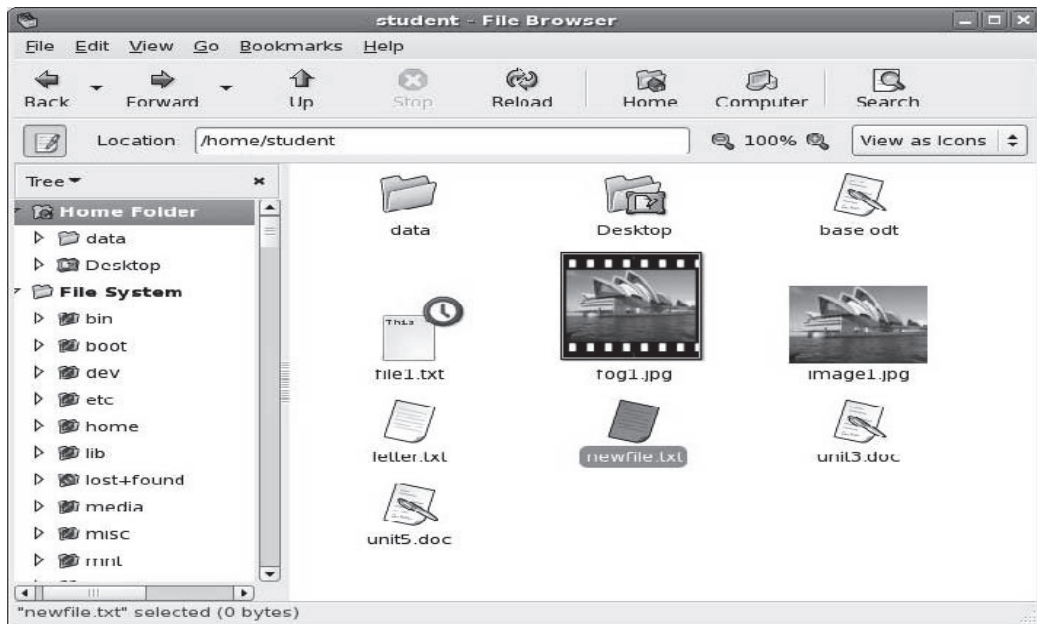 student - File Browser
File Edit View Go Bookmarks Help
Back Forward Up Stop Reload Home Computer Search
Location: /home/student 100% View as Icons
Tree
Home Folder
data
Desktop
File System
bin
boot
dev
etc
home
lib
lost+found
media
misc
mnt
data Desktop base odt
This
file1.txt fog1.jpg image1.jpg
letter.txt newfile.txt unit3.doc
unit5.doc
"newfile.txt" selected (0 bytes)